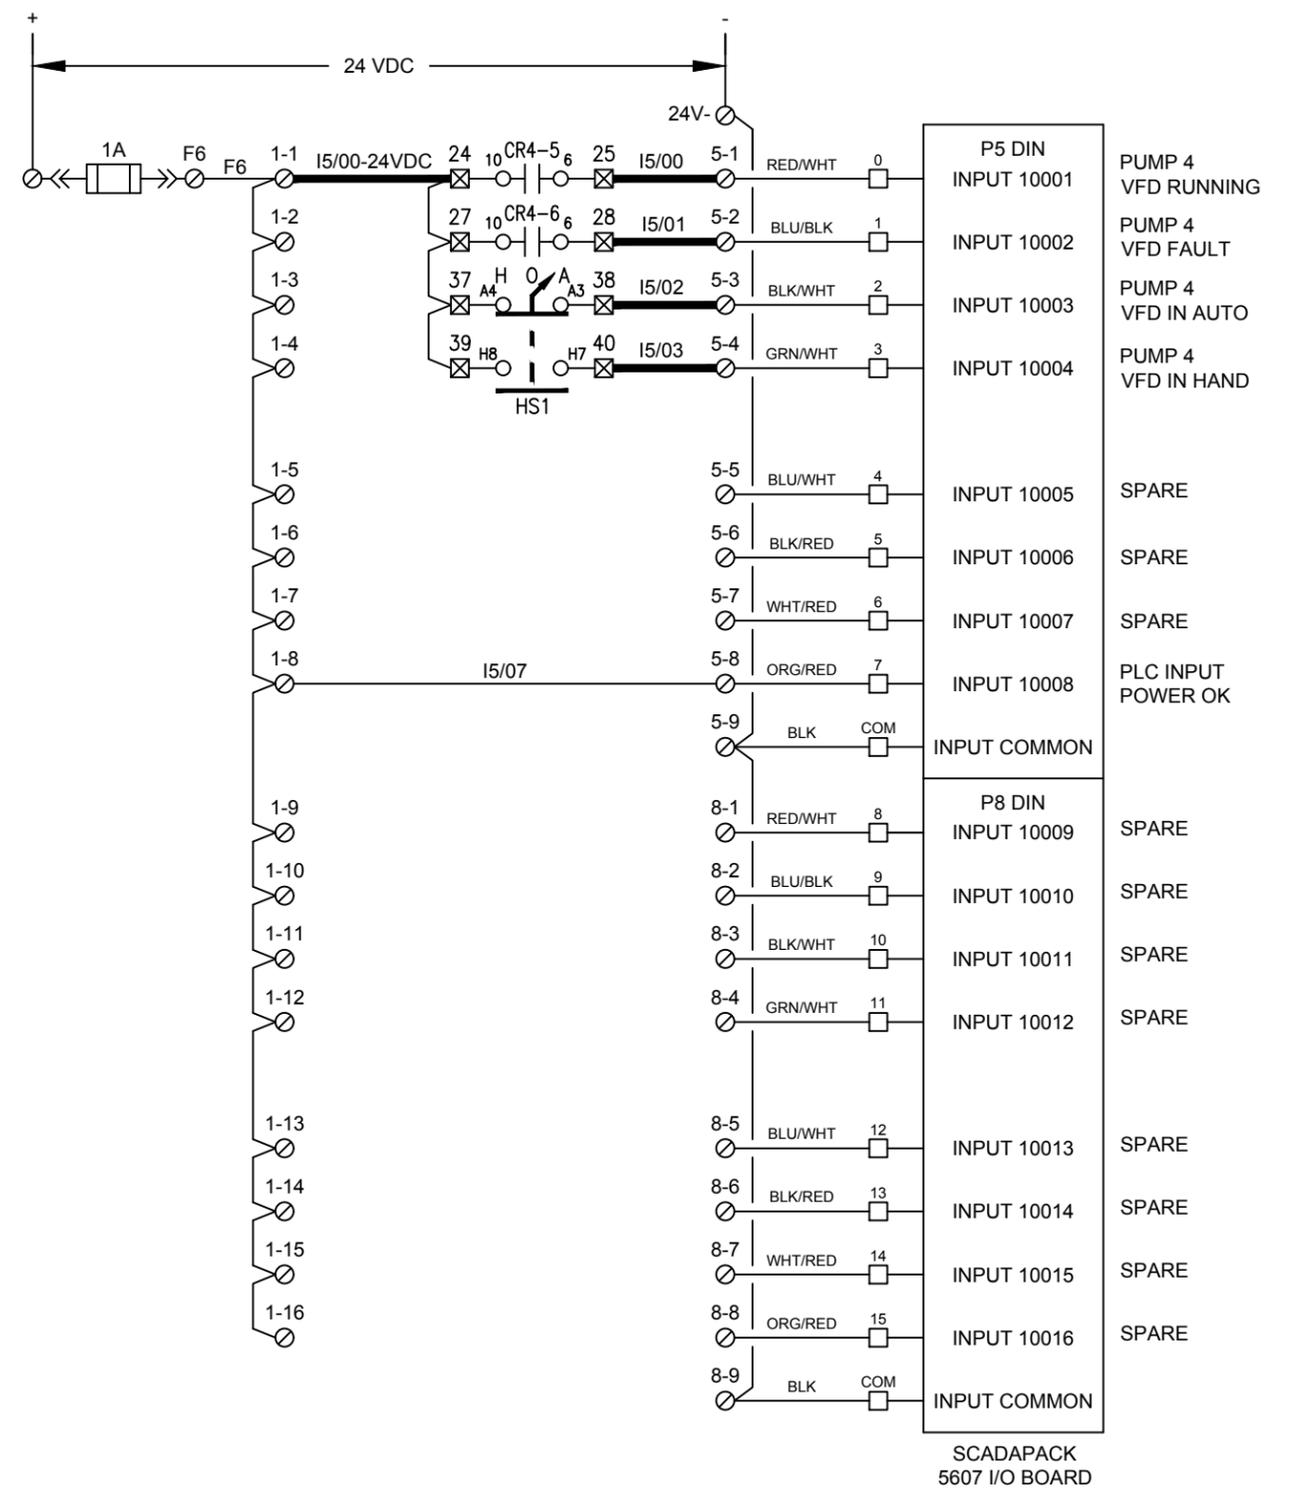 +
-
24 VDC
24V-
1A
F6
F6
1-1
I5/00-24VDC
24
10
CR4-5
6
25
I5/00
5-1
RED/WHT
0
P5 DIN
INPUT 10001
PUMP 4
VFD RUNNING
1-2
27
10
CR4-6
6
28
I5/01
5-2
BLU/BLK
1
INPUT 10002
PUMP 4
VFD FAULT
1-3
37
A4
H O A
A3
38
I5/02
5-3
BLK/WHT
2
INPUT 10003
PUMP 4
VFD IN AUTO
1-4
39
H8
H7
40
I5/03
5-4
GRN/WHT
3
INPUT 10004
PUMP 4
VFD IN HAND
HS1
1-5
5-5
BLU/WHT
4
INPUT 10005
SPARE
1-6
5-6
BLK/RED
5
INPUT 10006
SPARE
1-7
5-7
WHT/RED
6
INPUT 10007
SPARE
1-8
I5/07
5-8
ORG/RED
7
INPUT 10008
PLC INPUT
POWER OK
5-9
BLK
COM
INPUT COMMON
P8 DIN
1-9
8-1
RED/WHT
8
INPUT 10009
SPARE
1-10
8-2
BLU/BLK
9
INPUT 10010
SPARE
1-11
8-3
BLK/WHT
10
INPUT 10011
SPARE
1-12
8-4
GRN/WHT
11
INPUT 10012
SPARE
1-13
8-5
BLU/WHT
12
INPUT 10013
SPARE
1-14
8-6
BLK/RED
13
INPUT 10014
SPARE
1-15
8-7
WHT/RED
14
INPUT 10015
SPARE
1-16
8-8
ORG/RED
15
INPUT 10016
SPARE
8-9
BLK
COM
INPUT COMMON
SCADAPACK
5607 I/O BOARD